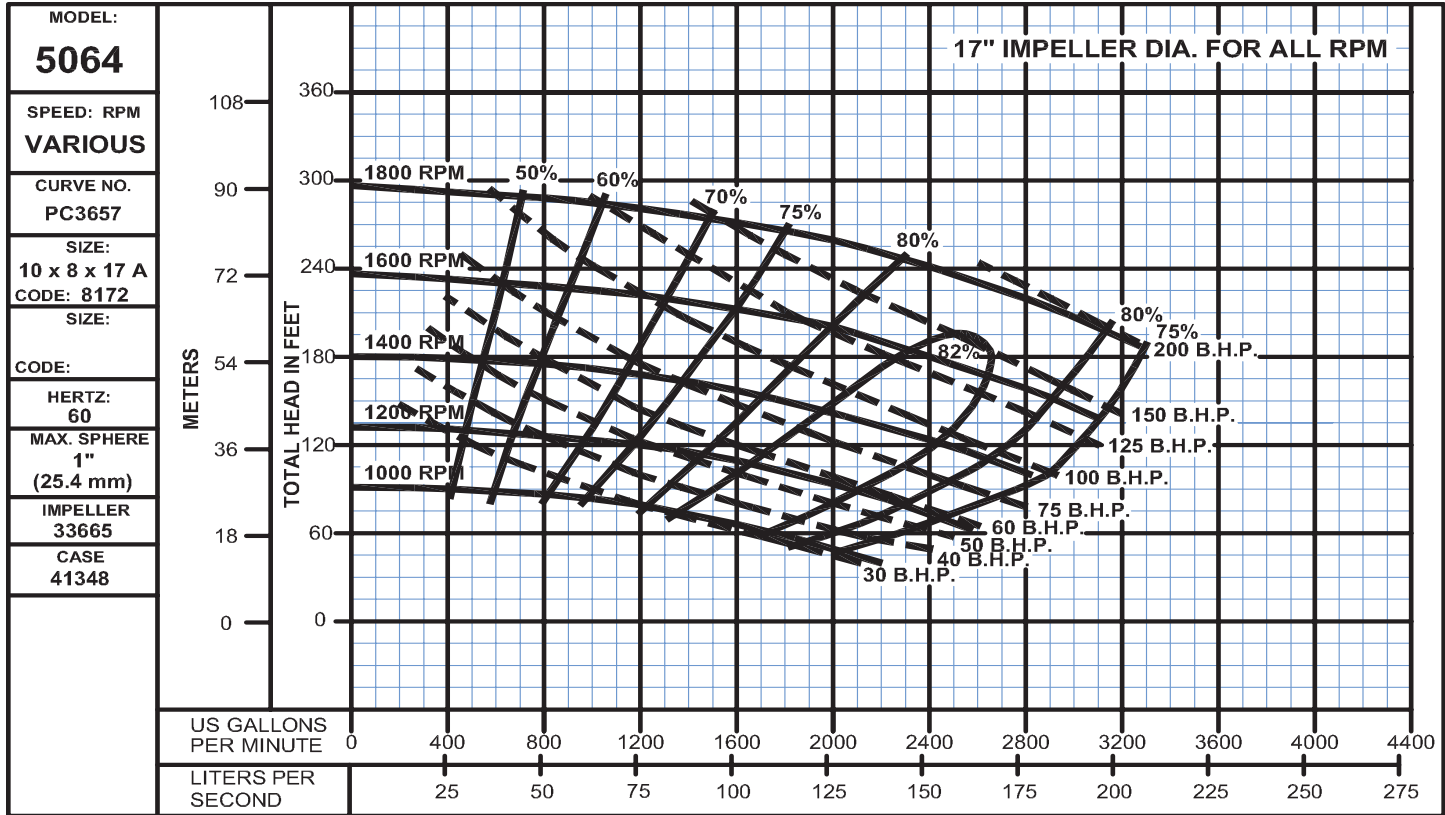 MODEL:
5064
SPEED: RPM
VARIOUS
CURVE NO.
PC3657
SIZE:
10 x 8 x 17 A
CODE: 8172
SIZE:
CODE:
HERTZ:
60
MAX. SPHERE
1"
(25.4 mm)
IMPELLER
33665
CASE
41348
METERS
108
90
72
54
36
18
0
TOTAL HEAD IN FEET
360
300
240
180
120
60
0
17" IMPELLER DIA. FOR ALL RPM
1800 RPM
1600 RPM
1400 RPM
1200 RPM
1000 RPM
50%
60%
70%
75%
80%
82%
80%
75%
200 B.H.P.
150 B.H.P.
125 B.H.P.
100 B.H.P.
75 B.H.P.
60 B.H.P.
50 B.H.P.
40 B.H.P.
30 B.H.P.
US GALLONS
PER MINUTE
0 400 800 1200 1600 2000 2400 2800 3200 3600 4000 4400
LITERS PER
SECOND
25 50 75 100 125 150 175 200 225 250 275